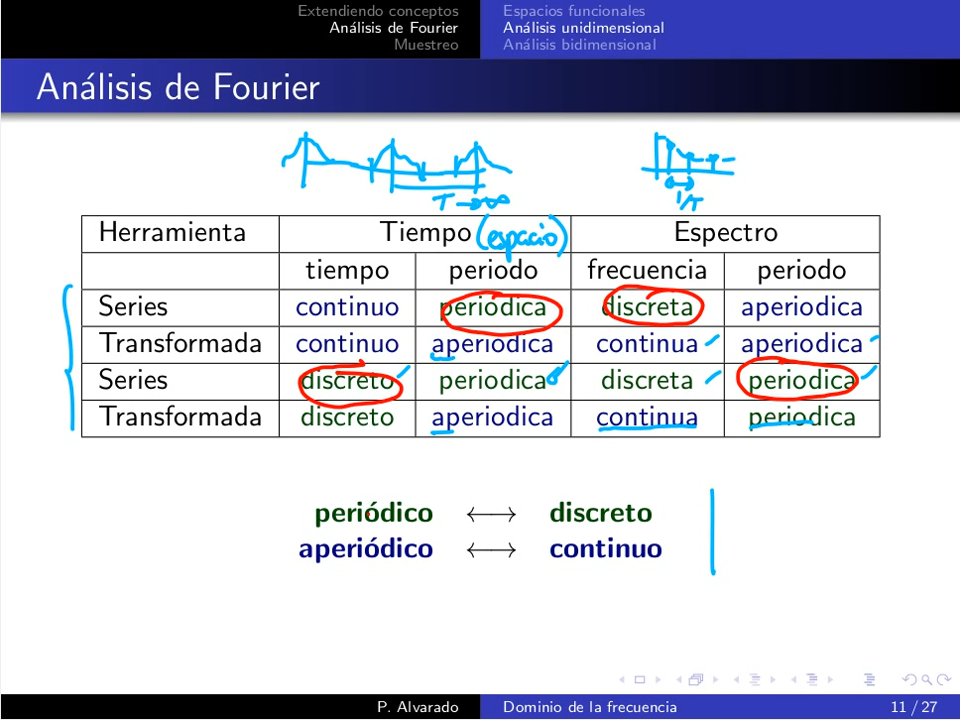 Extendiendo conceptos Espacios funcionales
Análisis de Fourier Análisis unidimensional
Muestreo Análisis bidimensional
Análisis de Fourier
T→∞ 1/T
Herramienta Tiempo (espacio) Espectro
tiempo periodo frecuencia periodo
Series continuo periódica discreta aperiodica
Transformada continuo aperiodica continua aperiodica
Series discreto periodica discreta periodica
Transformada discreto aperiodica continua periodica
periódico ⟷ discreto
aperiódico ⟷ continuo
P. Alvarado Dominio de la frecuencia 11 / 27